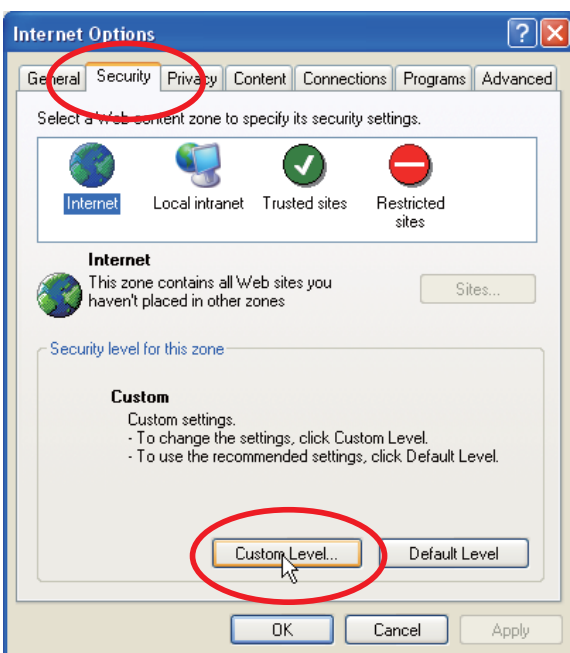 Internet Options
General Security Privacy Content Connections Programs Advanced
Select a Web content zone to specify its security settings.
Internet Local intranet Trusted sites Restricted sites
Internet
This zone contains all Web sites you
haven't placed in other zones
Sites...
Security level for this zone
Custom
Custom settings.
- To change the settings, click Custom Level.
- To use the recommended settings, click Default Level.
Custom Level... Default Level
OK Cancel Apply